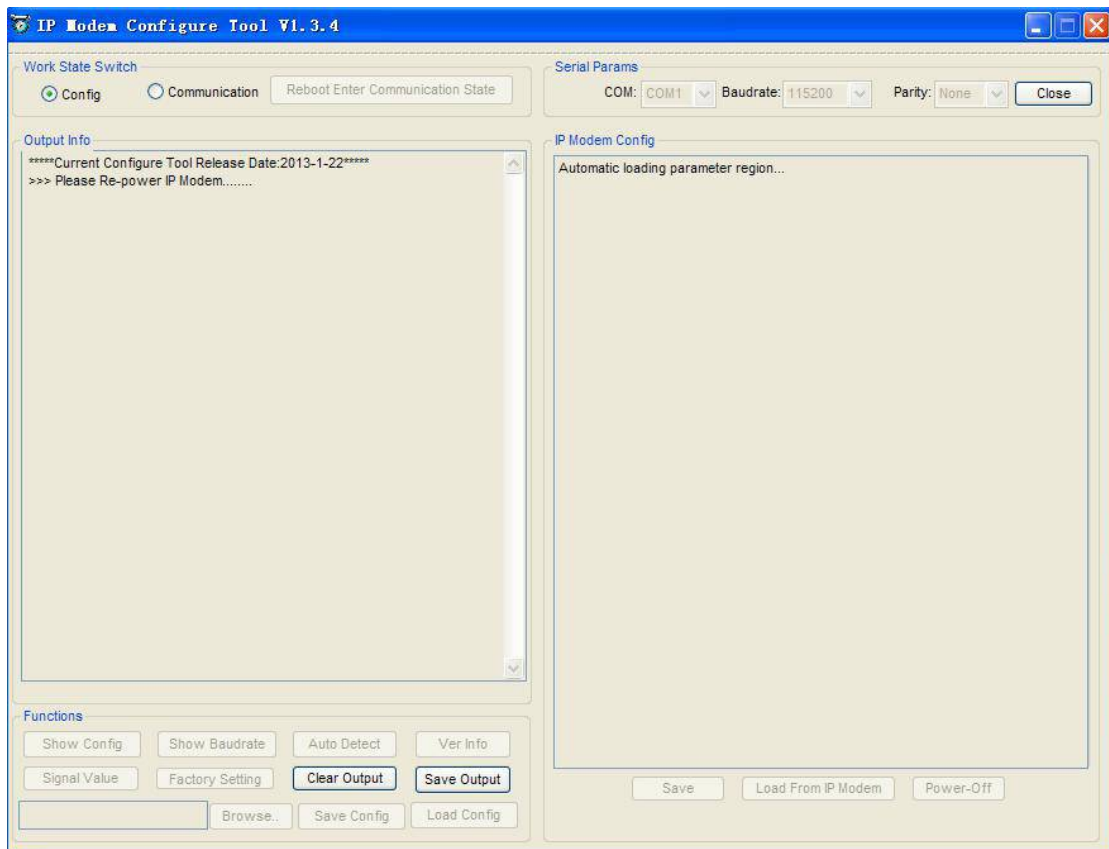 IP Modem Configure Tool V1.3.4
Work State Switch
Config
Communication
Reboot Enter Communication State
Serial Params
COM: COM1 Baudrate: 115200 Parity: None Close
Output Info
*****Current Configure Tool Release Date:2013-1-22*****
>>> Please Re-power IP Modem........
IP Modem Config
Automatic loading parameter region...
Functions
Show Config Show Baudrate Auto Detect Ver Info
Signal Value Factory Setting Clear Output Save Output
Browse.. Save Config Load Config
Save Load From IP Modem Power-Off